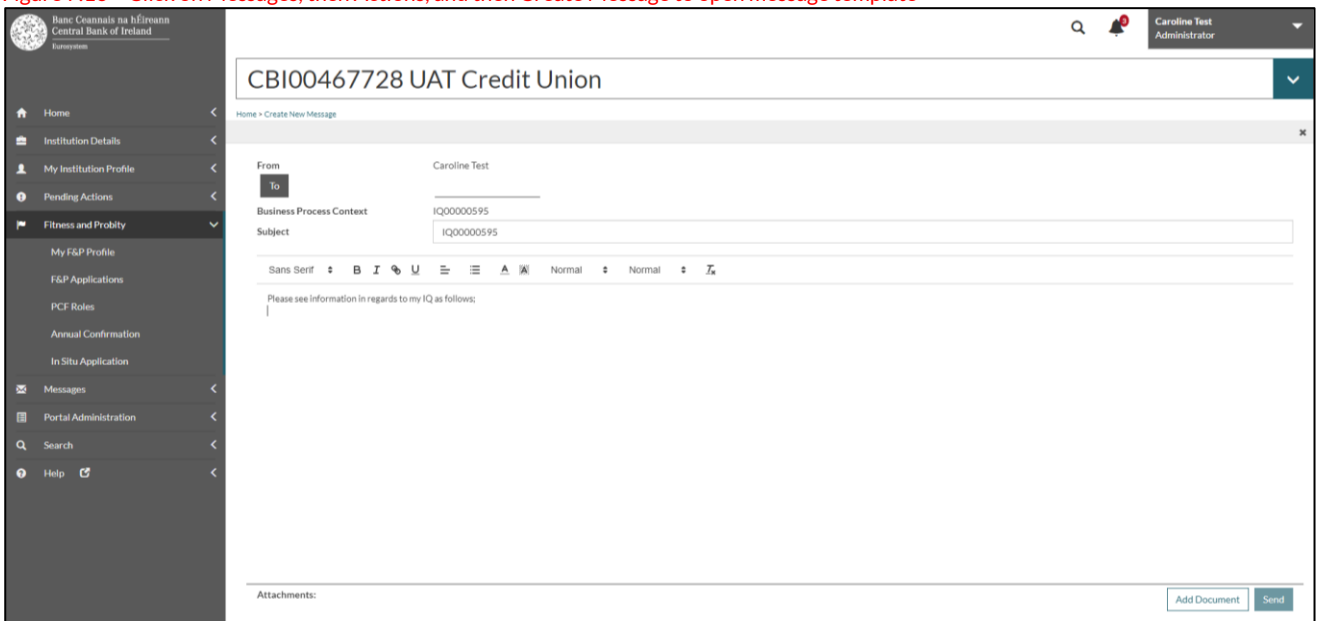 Banc Ceannais na hÉireann
Central Bank of Ireland
Eurosystem
Caroline Test
Administrator
CBI00467728 UAT Credit Union
Home > Create New Message
Home
Institution Details
My Institution Profile
Pending Actions
Fitness and Probity
My F&P Profile
F&P Applications
PCF Roles
Annual Confirmation
In Situ Application
Messages
Portal Administration
Search
Help
From Caroline Test
To
Business Process Context IQ00000595
Subject IQ00000595
Sans Serif B I U A A Normal Normal Tx
Please see information in regards to my IQ as follows;
Attachments:
Add Document Send